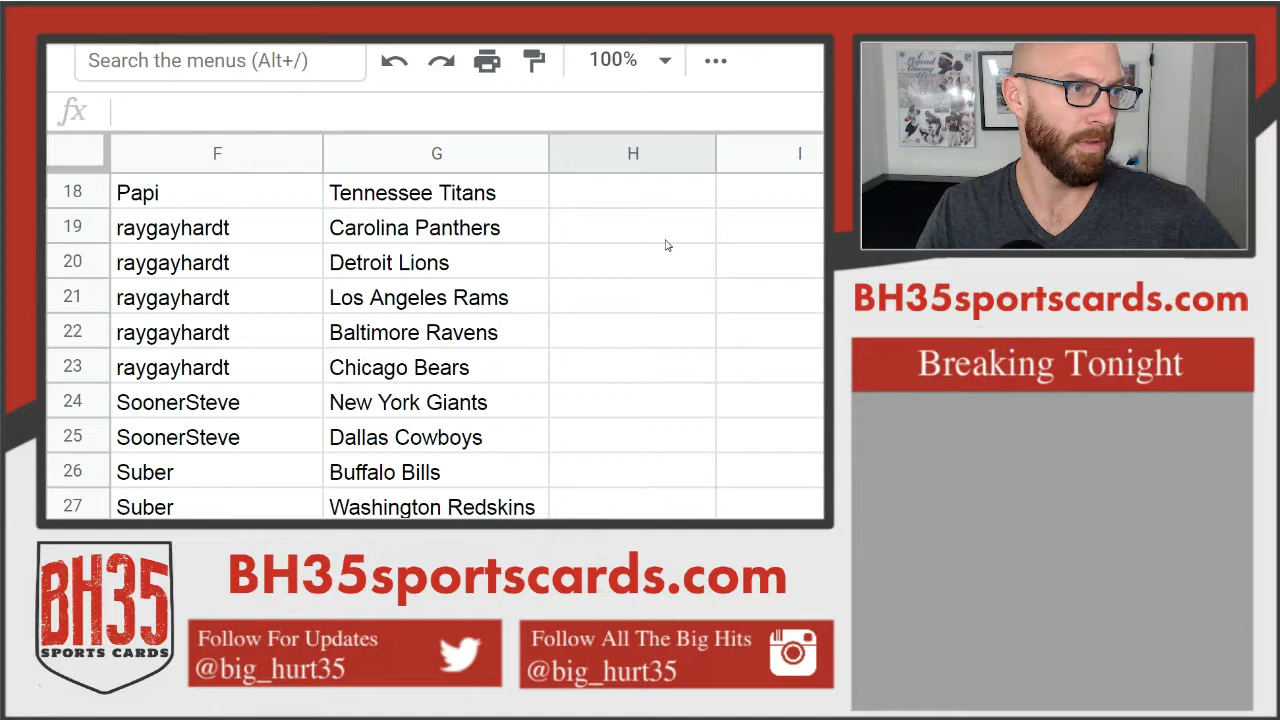 Search the menus (Alt+/)
100%
fx
F G H I
18 Papi Tennessee Titans
19 raygayhardt Carolina Panthers
20 raygayhardt Detroit Lions
21 raygayhardt Los Angeles Rams
22 raygayhardt Baltimore Ravens
23 raygayhardt Chicago Bears
24 SoonerSteve New York Giants
25 SoonerSteve Dallas Cowboys
26 Suber Buffalo Bills
27 Suber Washington Redskins
BH35sportscards.com
Breaking Tonight
BH35
SPORTS CARDS
BH35sportscards.com
Follow For Updates
@big_hurt35
Follow All The Big Hits
@big_hurt35